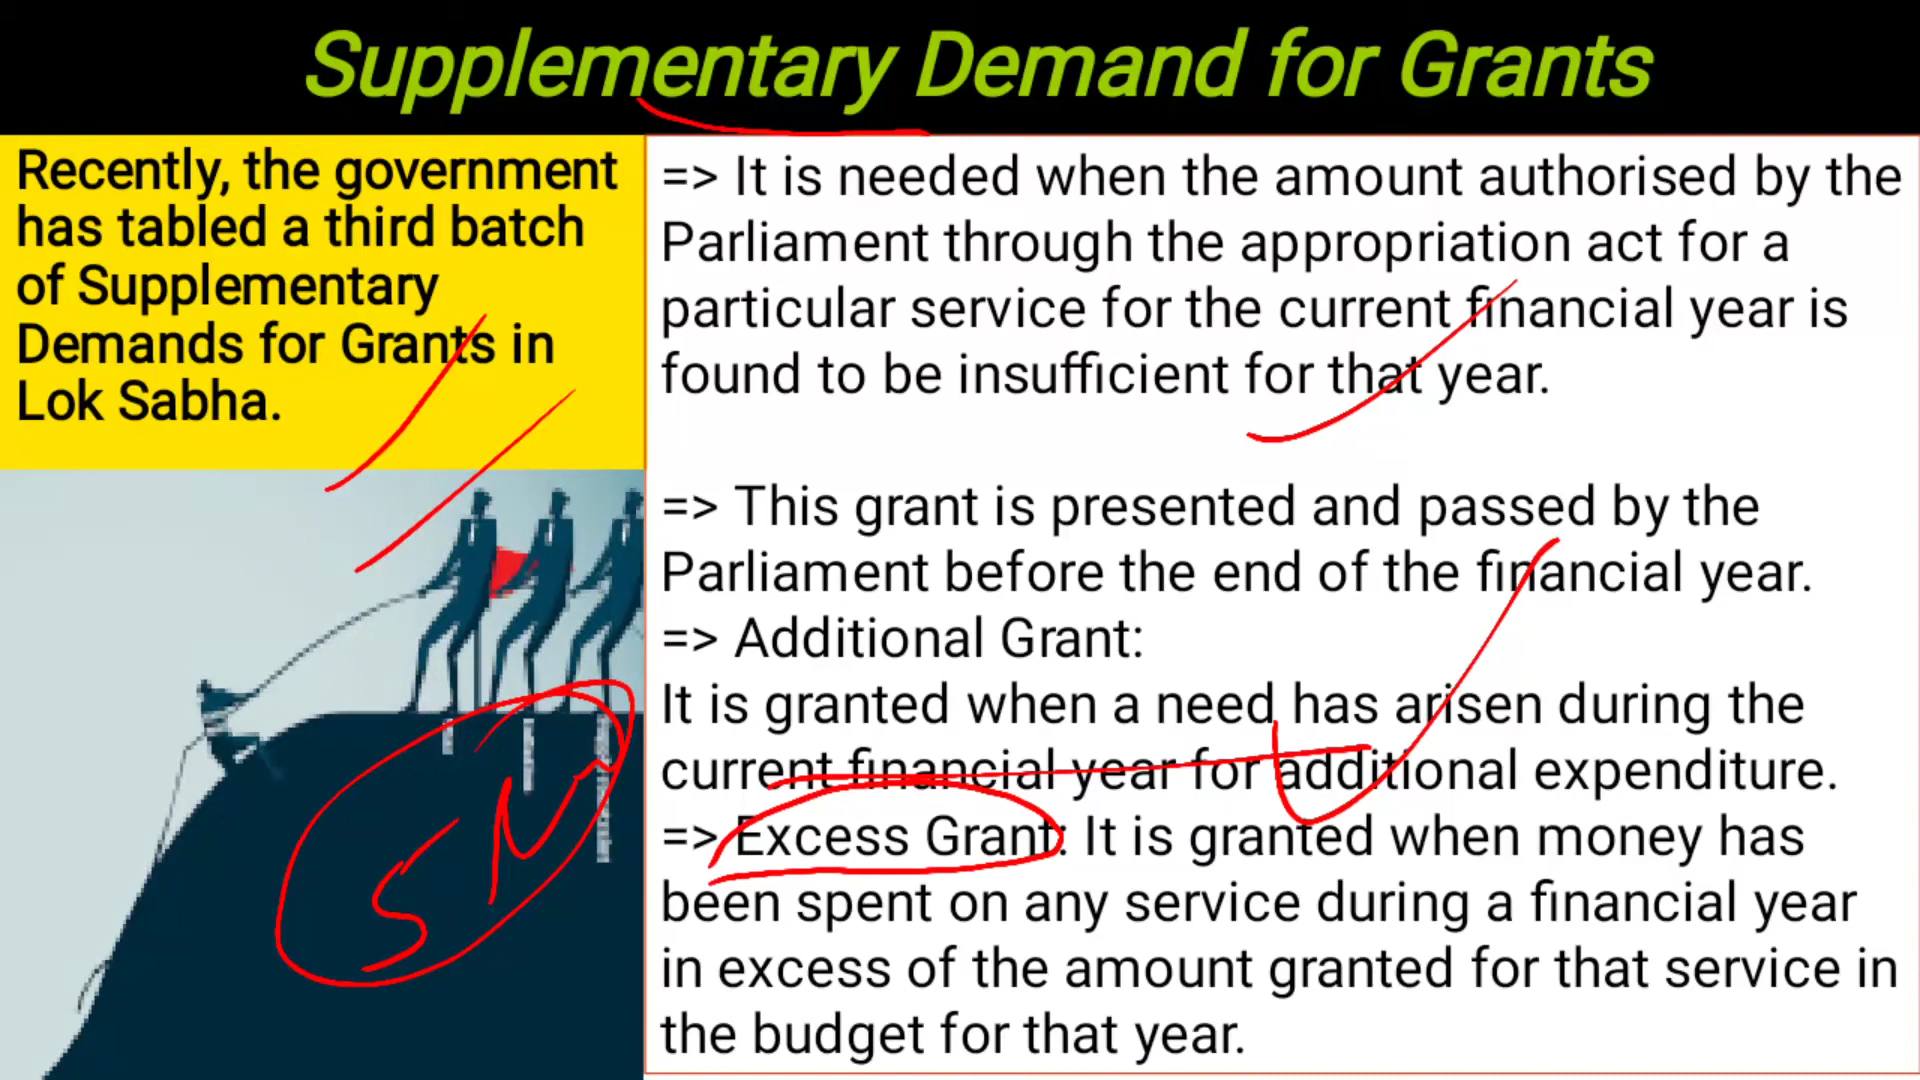 Supplementary Demand for Grants
Recently, the government
has tabled a third batch
of Supplementary
Demands for Grants in
Lok Sabha.
=> It is needed when the amount authorised by the
Parliament through the appropriation act for a
particular service for the current financial year is
found to be insufficient for that year.
=> This grant is presented and passed by the
Parliament before the end of the financial year.
=> Additional Grant:
It is granted when a need has arisen during the
current financial year for additional expenditure.
=> Excess Grant: It is granted when money has
been spent on any service during a financial year
in excess of the amount granted for that service in
the budget for that year.